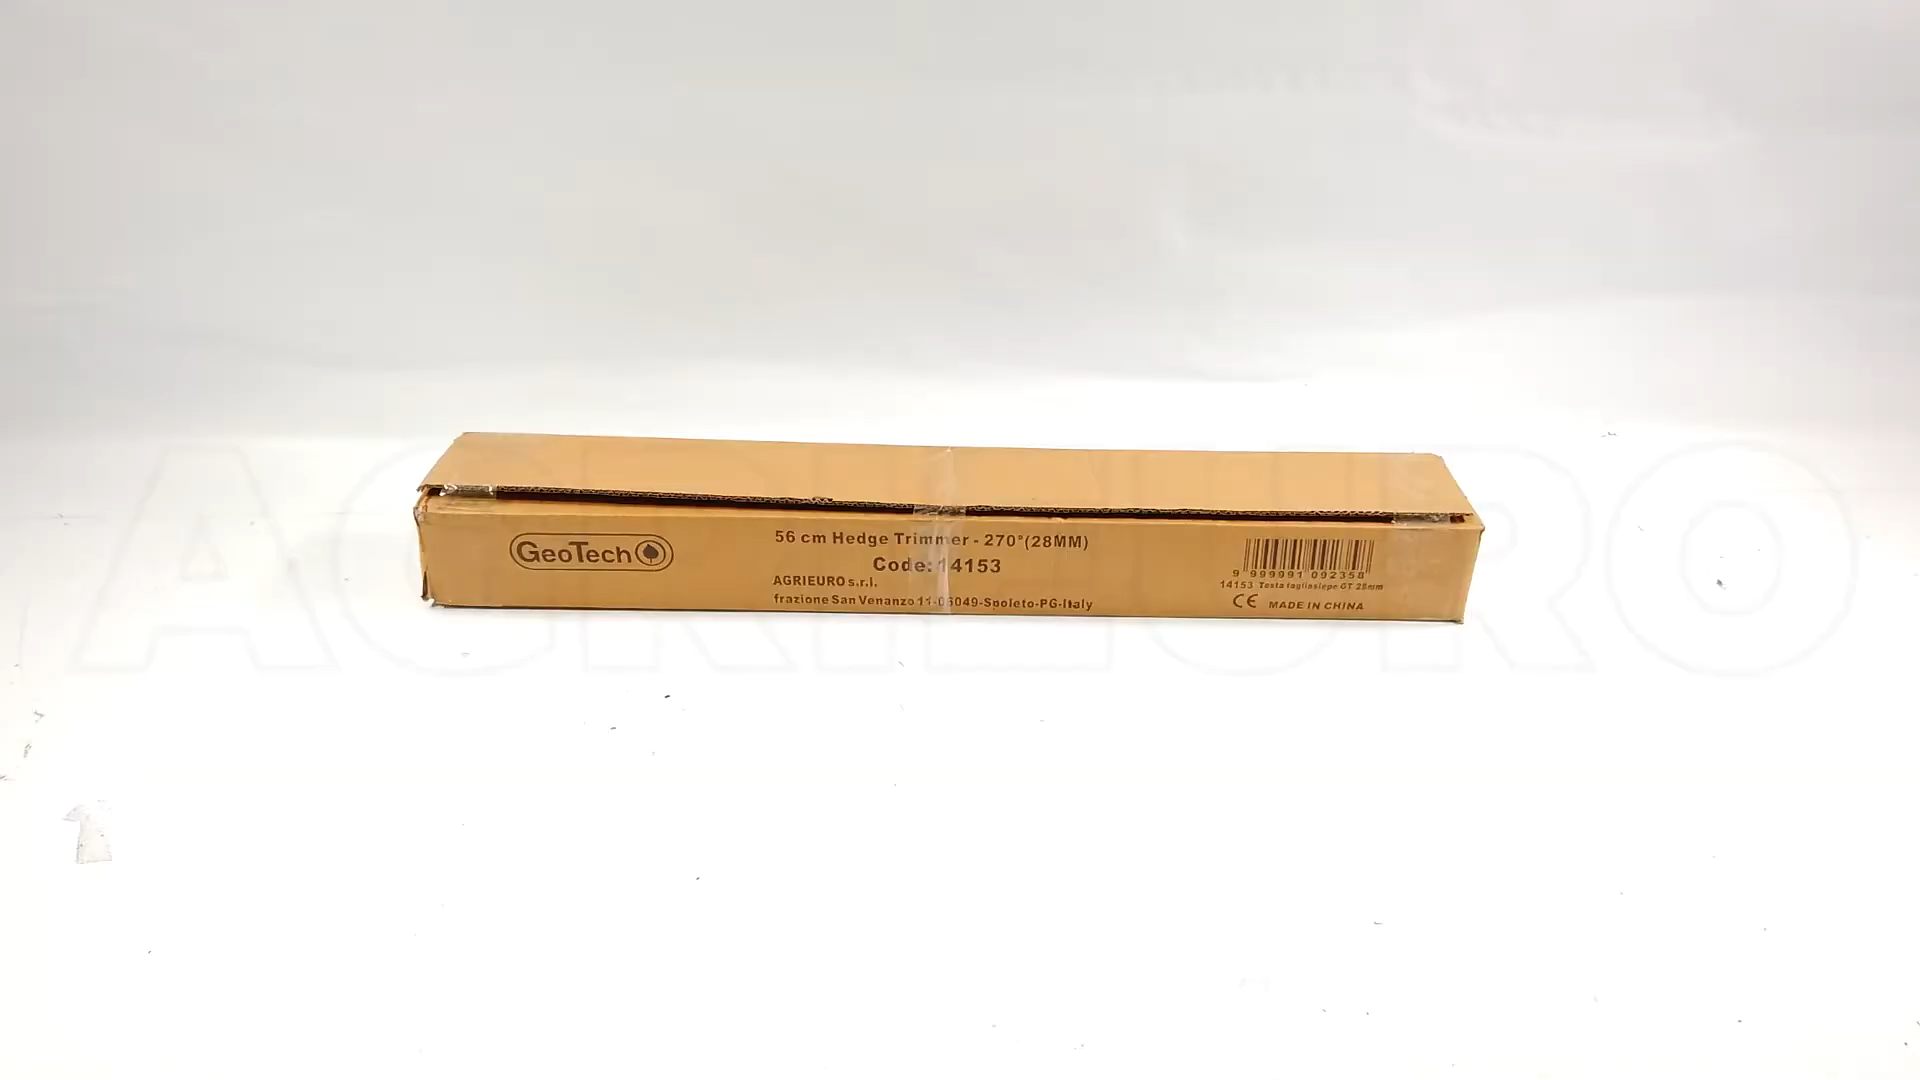 GeoTech
56 cm Hedge Trimmer - 270°(28MM)
Code: 14153
AGRIEURO s.r.l.
frazione San Venanzo 11-06049-Spoleto-PG-Italy
9 999991 092358
14153 Testa tagliasiepe GT 28mm
CE MADE IN CHINA
AGRIEURO